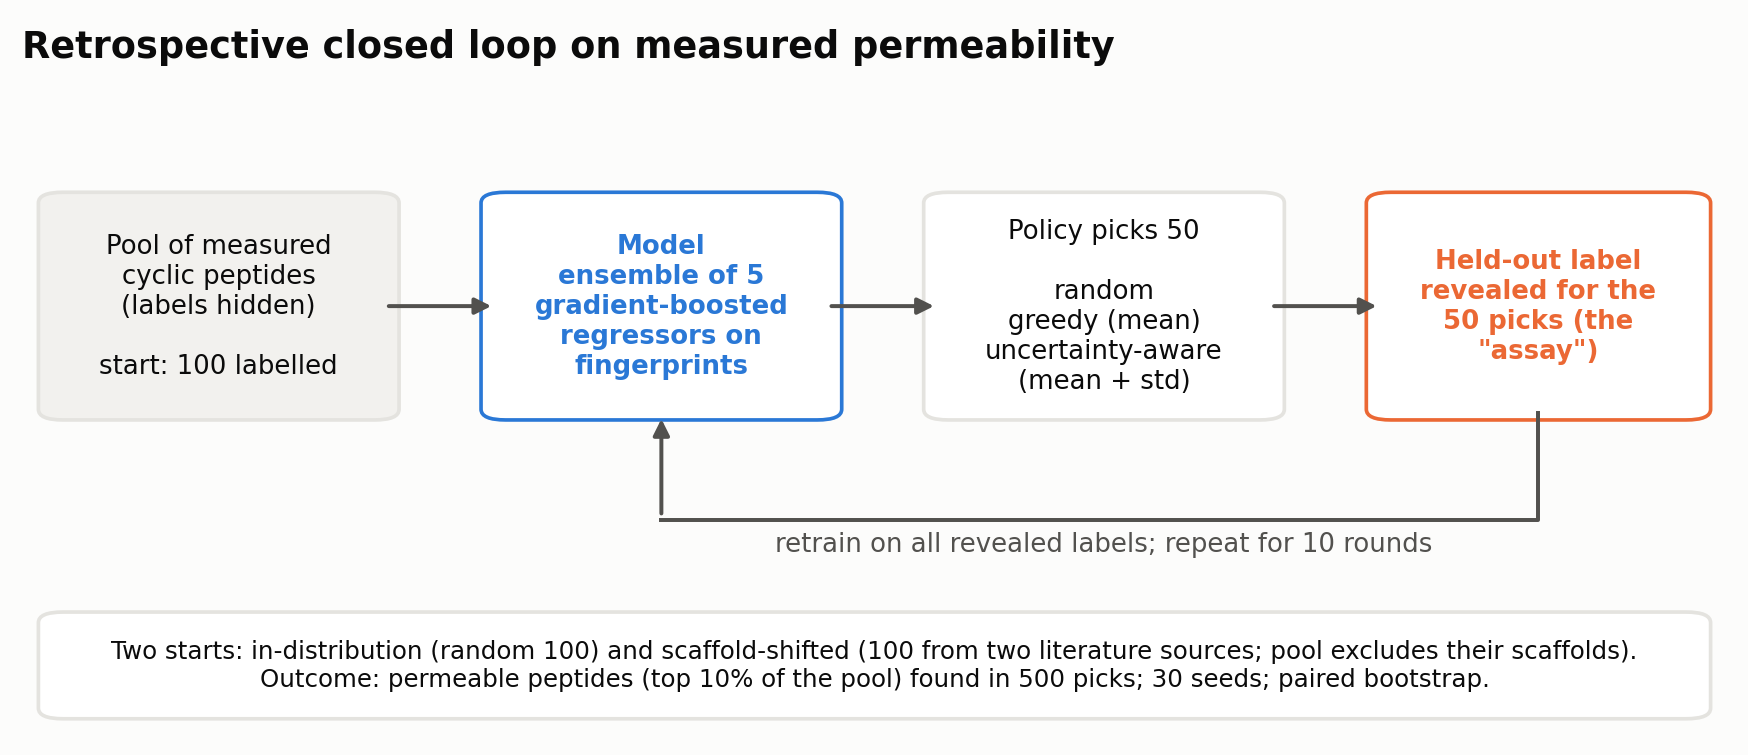 Retrospective closed loop on measured permeability
Pool of measured
cyclic peptides
(labels hidden)
start: 100 labelled
Model
ensemble of 5
gradient-boosted
regressors on
fingerprints
Policy picks 50
random
greedy (mean)
uncertainty-aware
(mean + std)
Held-out label
revealed for the
50 picks (the
"assay")
retrain on all revealed labels; repeat for 10 rounds
Two starts: in-distribution (random 100) and scaffold-shifted (100 from two literature sources; pool excludes their scaffolds).
Outcome: permeable peptides (top 10% of the pool) found in 500 picks; 30 seeds; paired bootstrap.